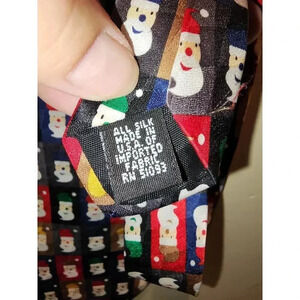 ALL SILK
MADE IN
U.S.A. OF
IMPORTED
FABRIC
RN 51093